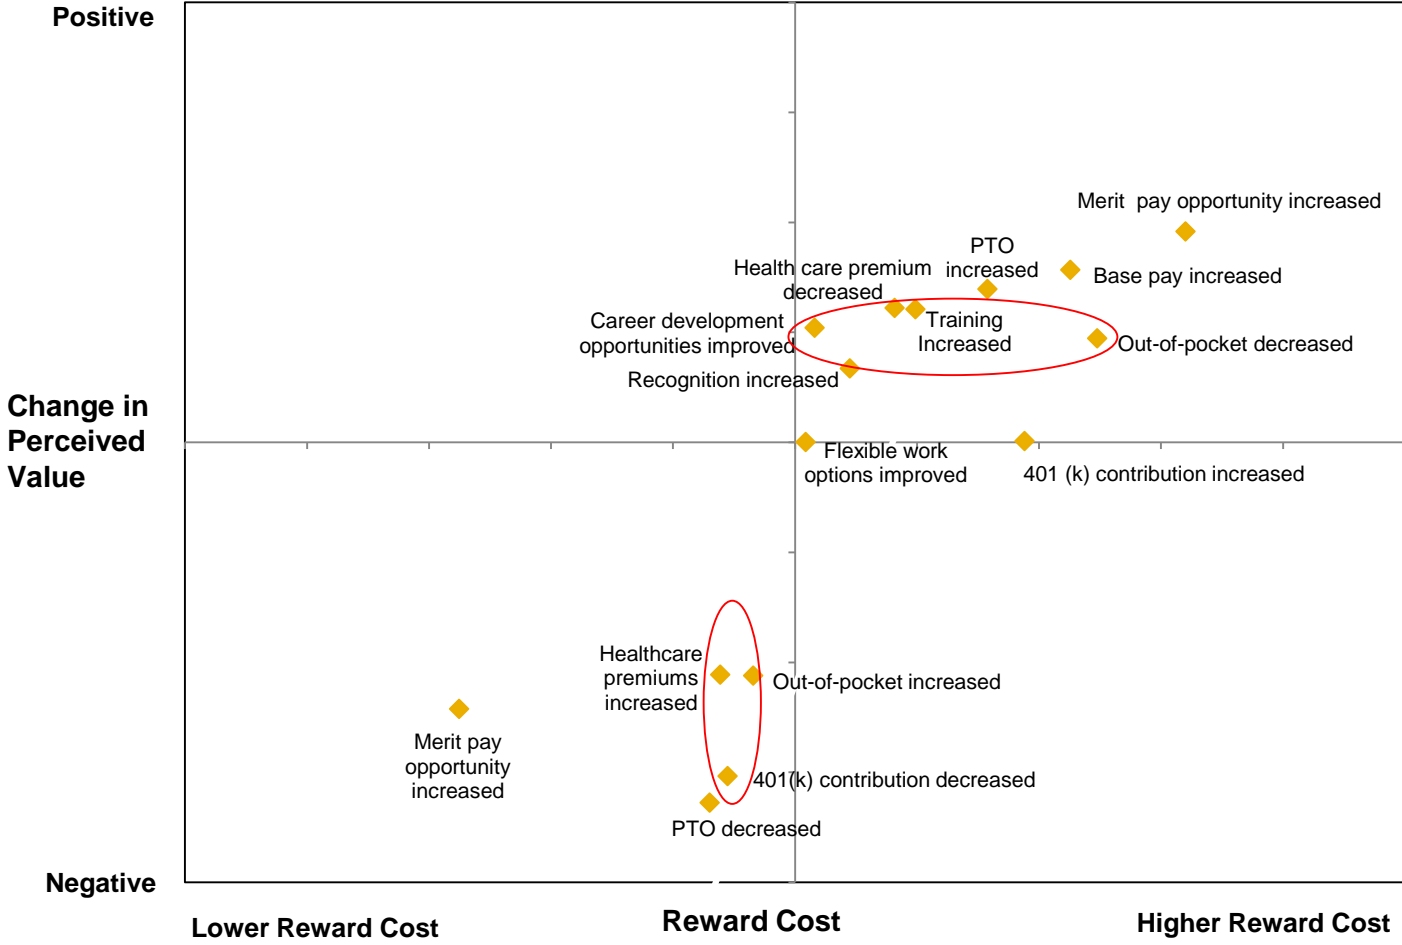 Positive
Merit  pay opportunity increased
PTO
increased
Health care premium
decreased
Base pay increased
Career development
opportunities improved
Training
Increased
Out-of-pocket decreased
Recognition increased
Change in
Perceived
Value
Flexible work
options improved
401 (k) contribution increased
Healthcare
premiums
increased
Out-of-pocket increased
Merit pay
opportunity
increased
401(k) contribution decreased
PTO decreased
Negative
Lower Reward Cost
Reward Cost
Higher Reward Cost